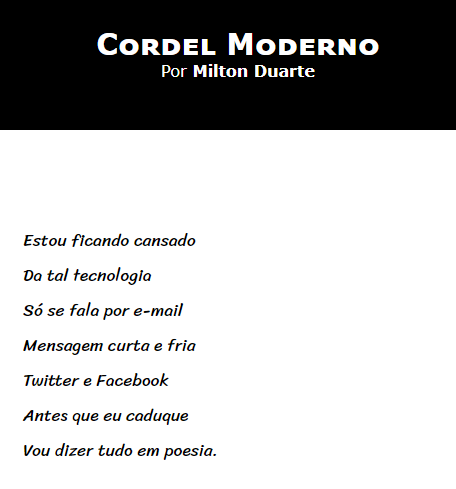 Cordel Moderno
Por Milton Duarte
Estou ficando cansado
Da tal tecnologia
Só se fala por e-mail
Mensagem curta e fria
Twitter e Facebook
Antes que eu caduque
Vou dizer tudo em poesia.